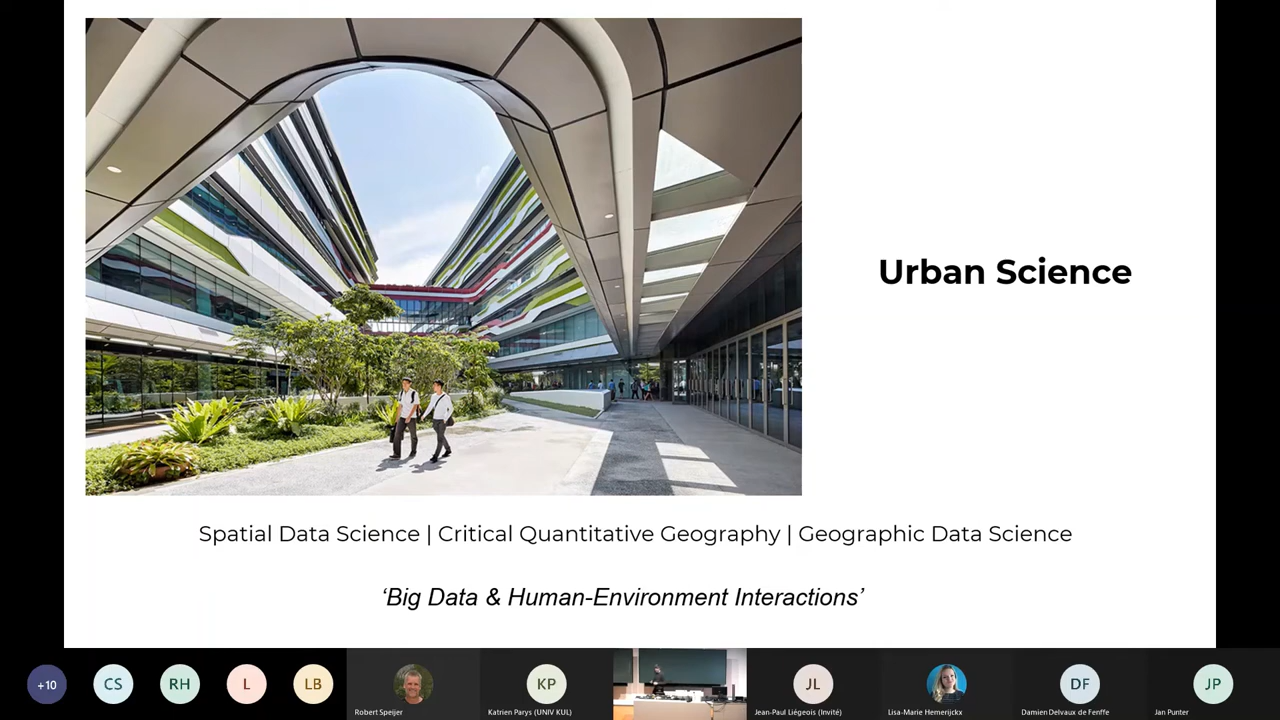 Urban Science
Spatial Data Science | Critical Quantitative Geography | Geographic Data Science
‘Big Data & Human-Environment Interactions’
+10
CS
RH
L
LB
Robert Speijer
KP
Katrien Parys (UNIV KUL)
JL
Jean-Paul Liégeois (Invité)
Lisa-Marie Hemerijckx
DF
Damien Delvaux de Fenffe
JP
Jan Punter